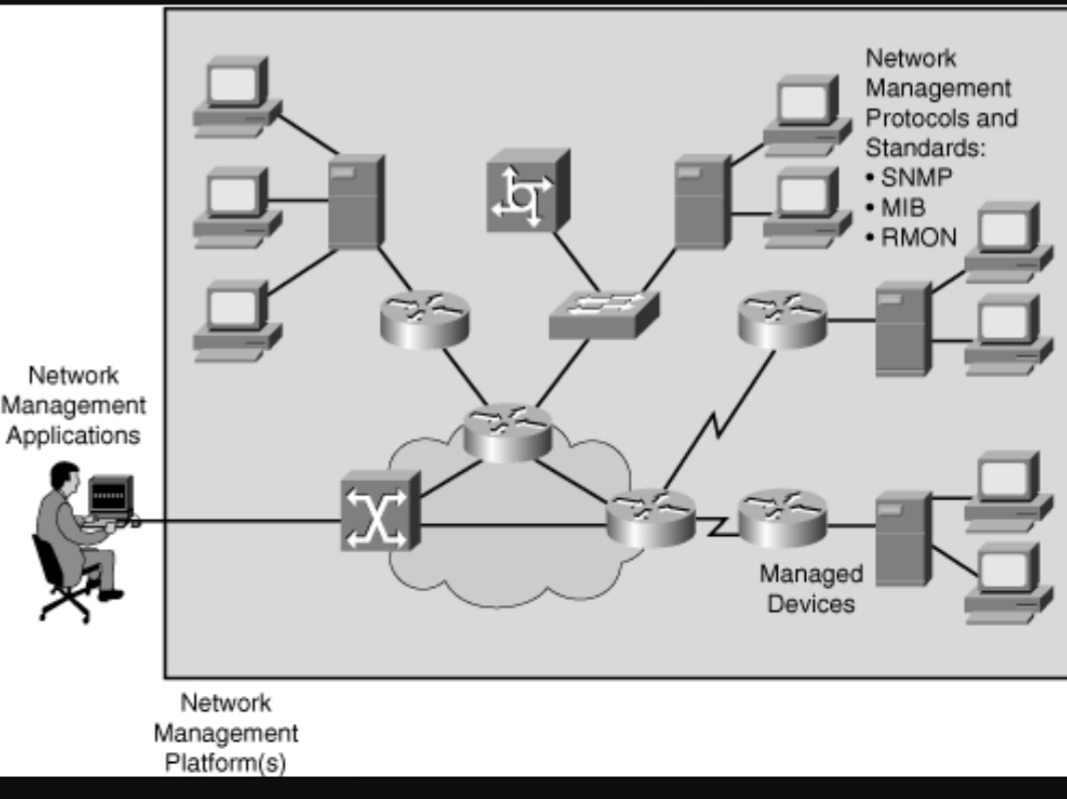 Network
Management
Protocols and
Standards:
• SNMP
• MIB
• RMON
Network
Management
Applications
Managed
Devices
Network
Management
Platform(s)